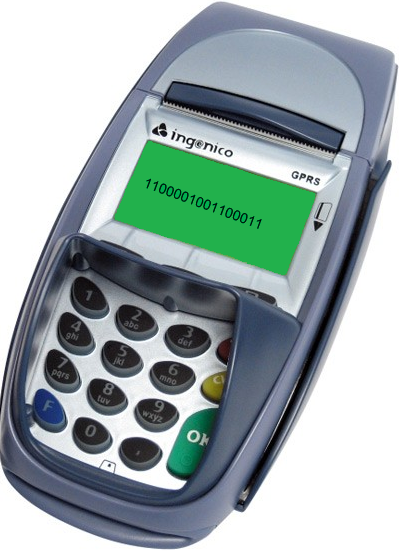 ingenico
GPRS
1100001001100011
1
2
abc
3
def
4
ghi
5
jkl
6
mno
7
pqrs
8
tuv
9
wxyz
F
0
,
OK